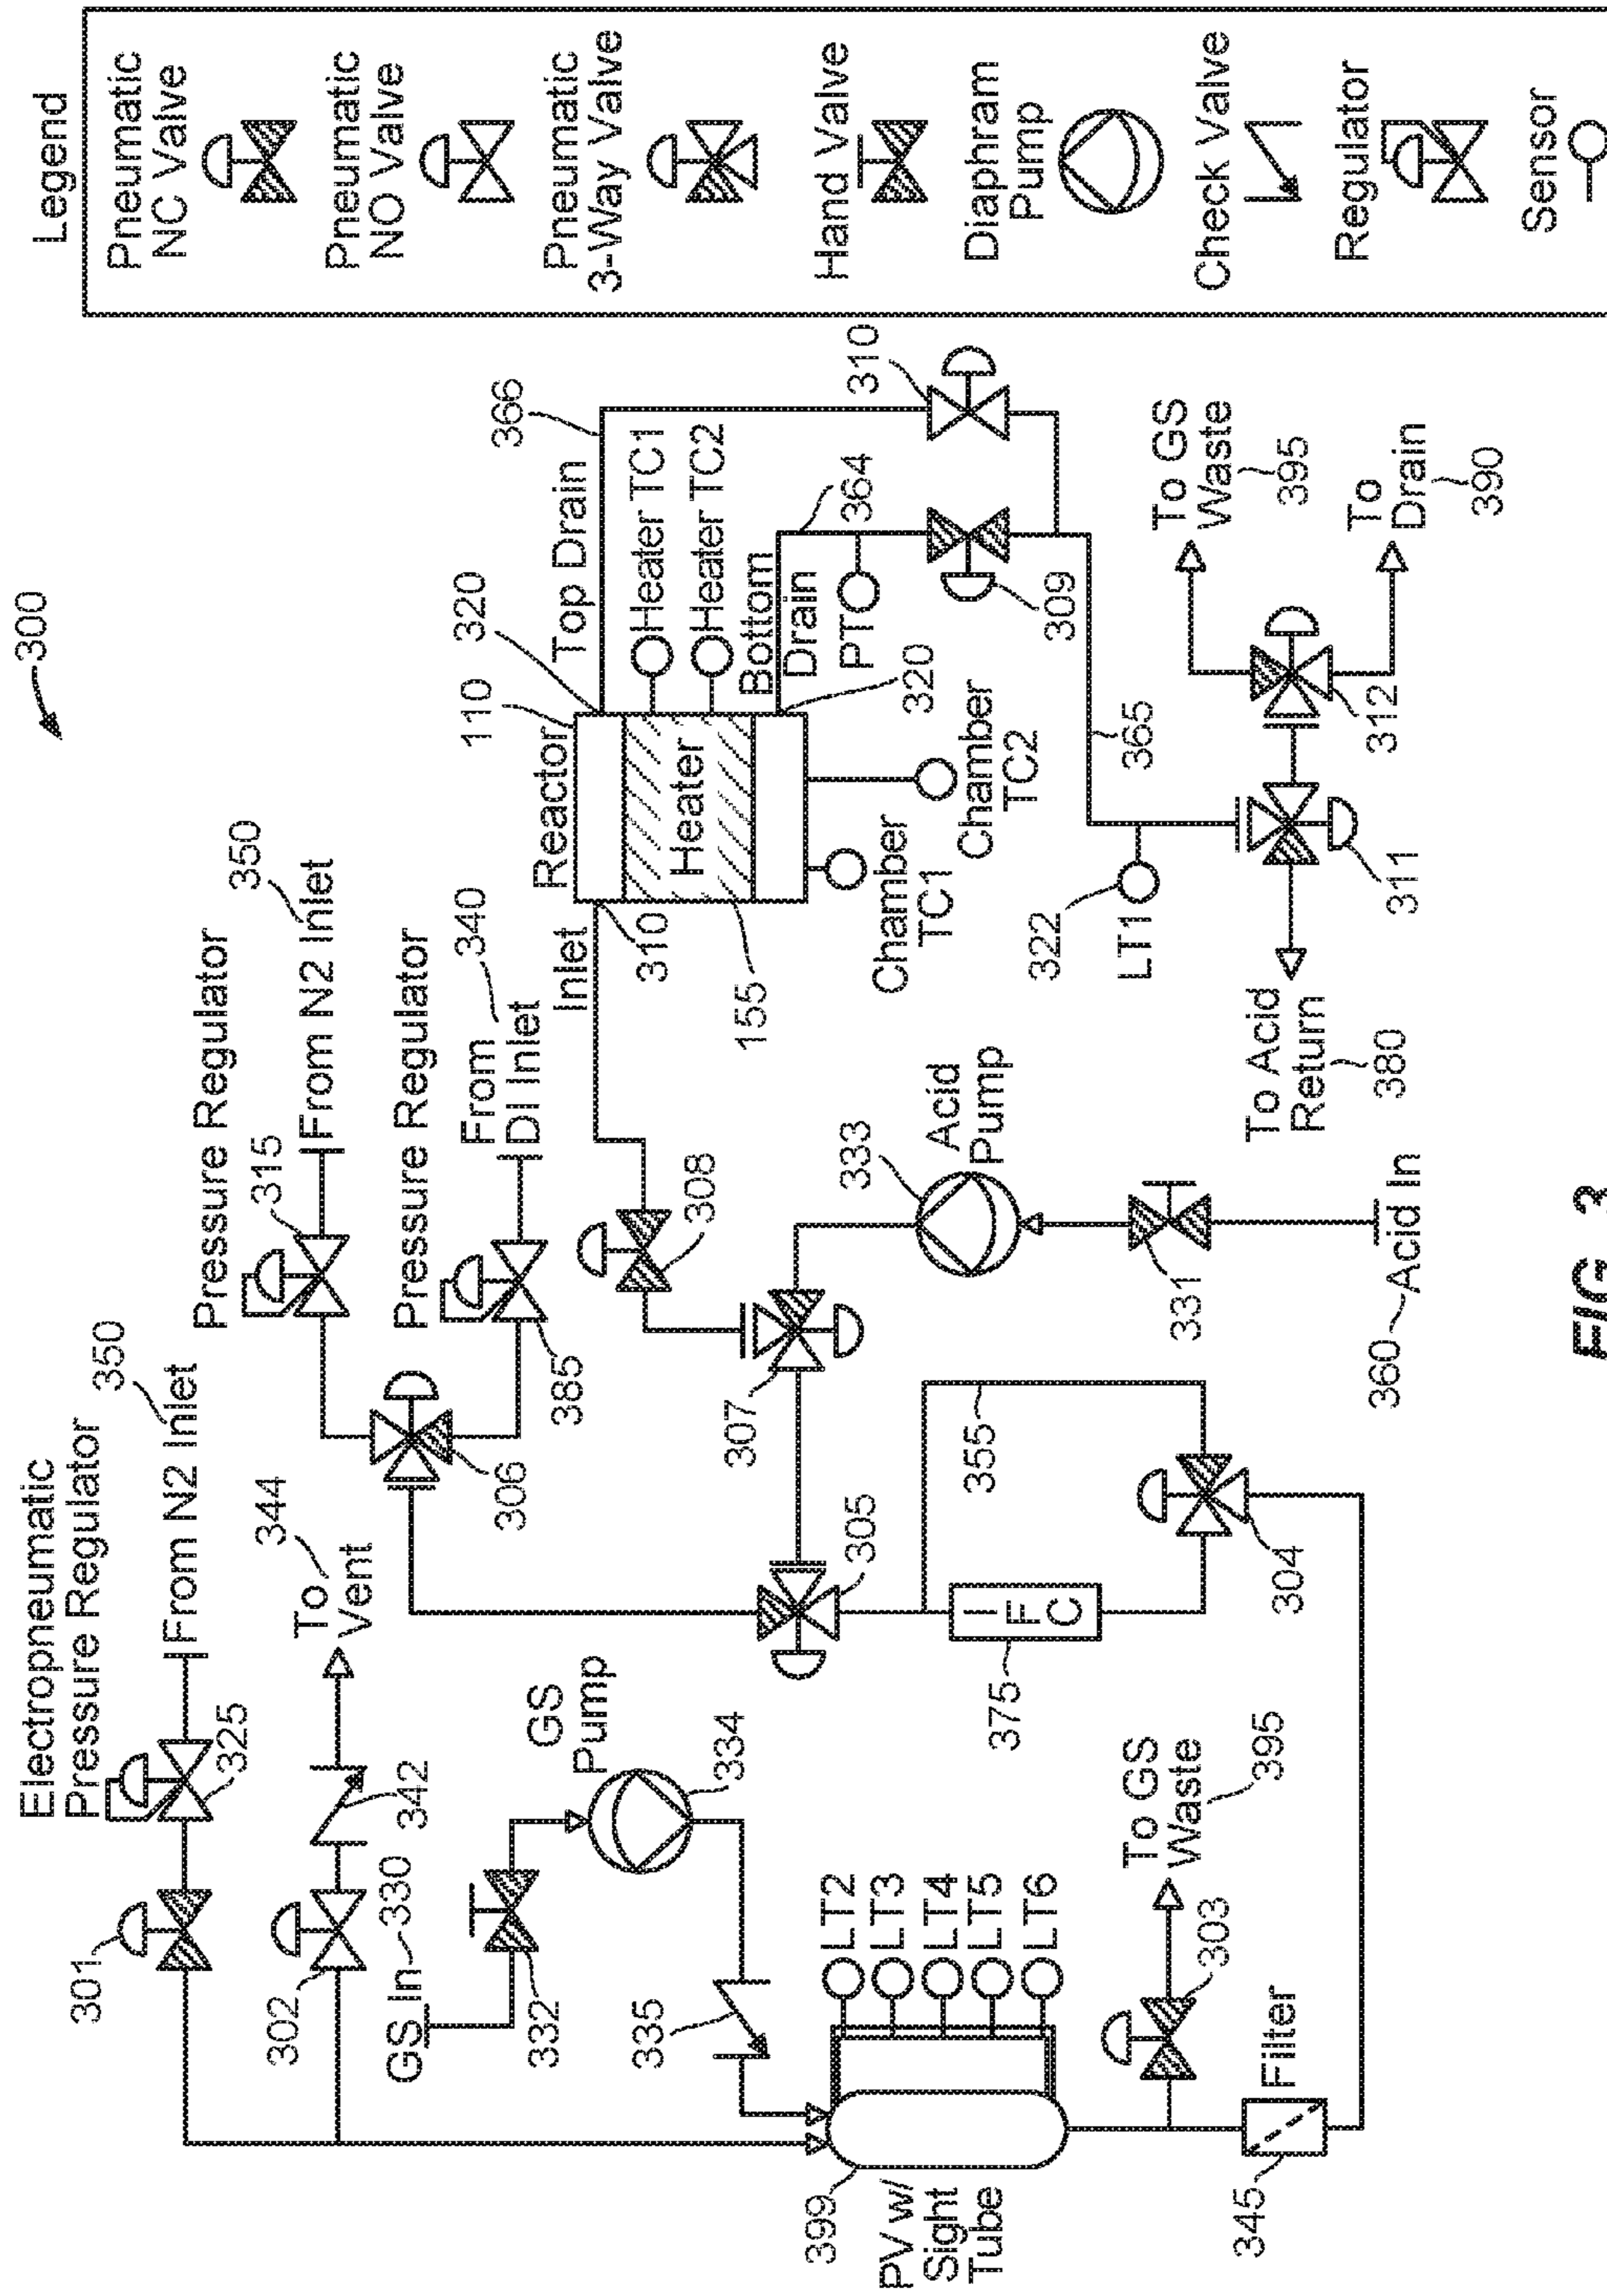 300
Electropneumatic
Pressure Regulator
350
From N2 Inlet
301
325
344
To
Vent
302
342
GS In
330
332
GS
Pump
334
335
LT2
LT3
LT4
LT5
LT6
399
PV w/
Sight
Tube
To GS
Waste
395
303
Filter
345
Pressure Regulator
350
From N2 Inlet
315
Pressure Regulator
340
From
DI Inlet
385
306
305
307
308
375
IFC
355
304
333
Acid
Pump
331
360
Acid In
Inlet
310
Reactor
110
320
Top Drain
366
Heater
155
Heater TC1
Heater TC2
Bottom
Drain
320
364
PT
310
309
Chamber
TC1
Chamber
TC2
365
322
LT1
311
312
To Acid
Return
380
To GS
Waste
395
To
Drain
390
Legend
Pneumatic
NC Valve
Pneumatic
NO Valve
Pneumatic
3-Way Valve
Hand Valve
Diaphram
Pump
Check Valve
Regulator
Sensor
FIG. 3